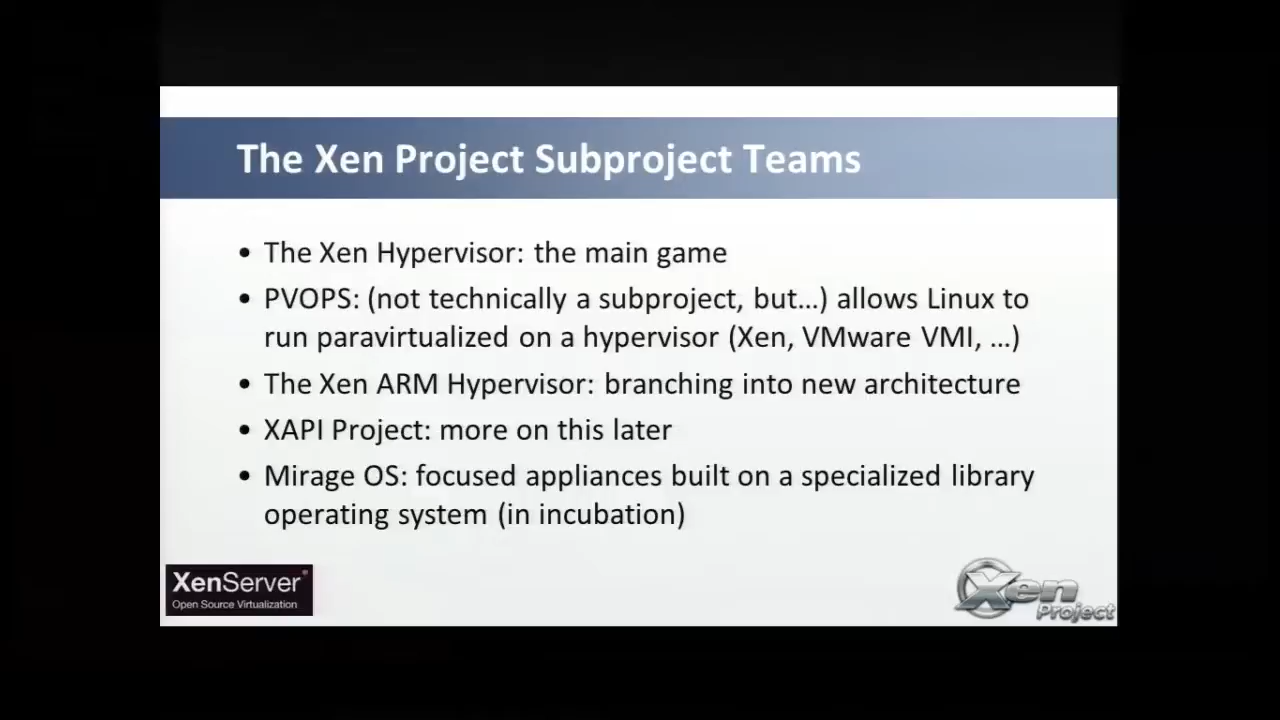 The Xen Project Subproject Teams
• The Xen Hypervisor: the main game
• PVOPS: (not technically a subproject, but…) allows Linux to
run paravirtualized on a hypervisor (Xen, VMware VMI, …)
• The Xen ARM Hypervisor: branching into new architecture
• XAPI Project: more on this later
• Mirage OS: focused appliances built on a specialized library
operating system (in incubation)
XenServer®
Open Source Virtualization
Xen
Project